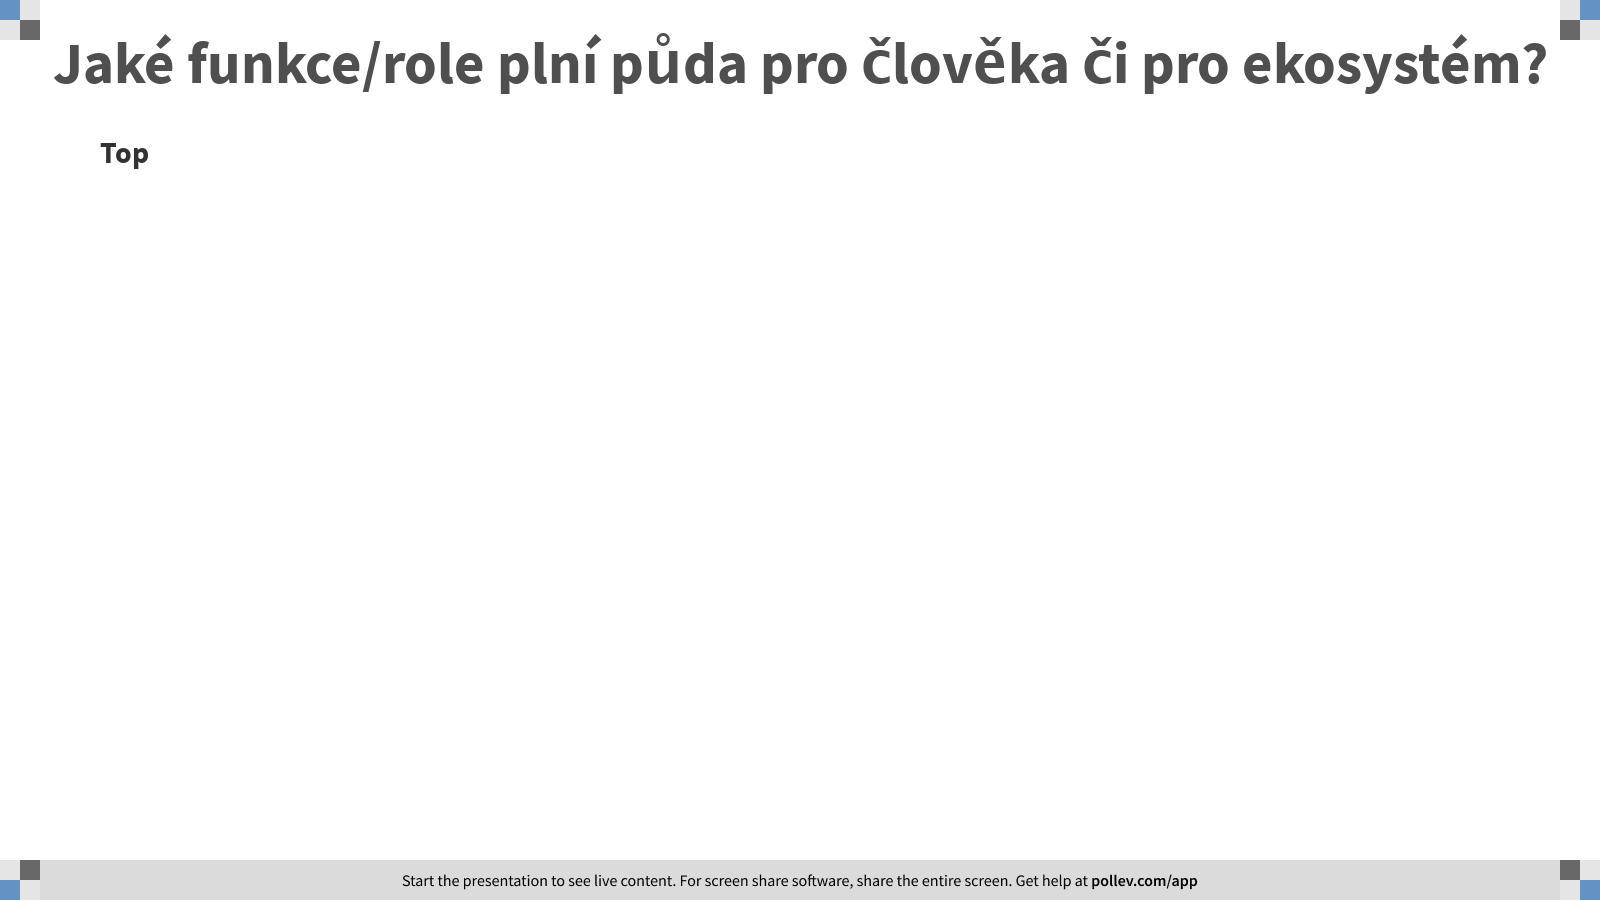 Jaké funkce/role plní půda pro člověka či pro ekosystém?
Top
Start the presentation to see live content. For screen share software, share the entire screen. Get help at pollev.com/app